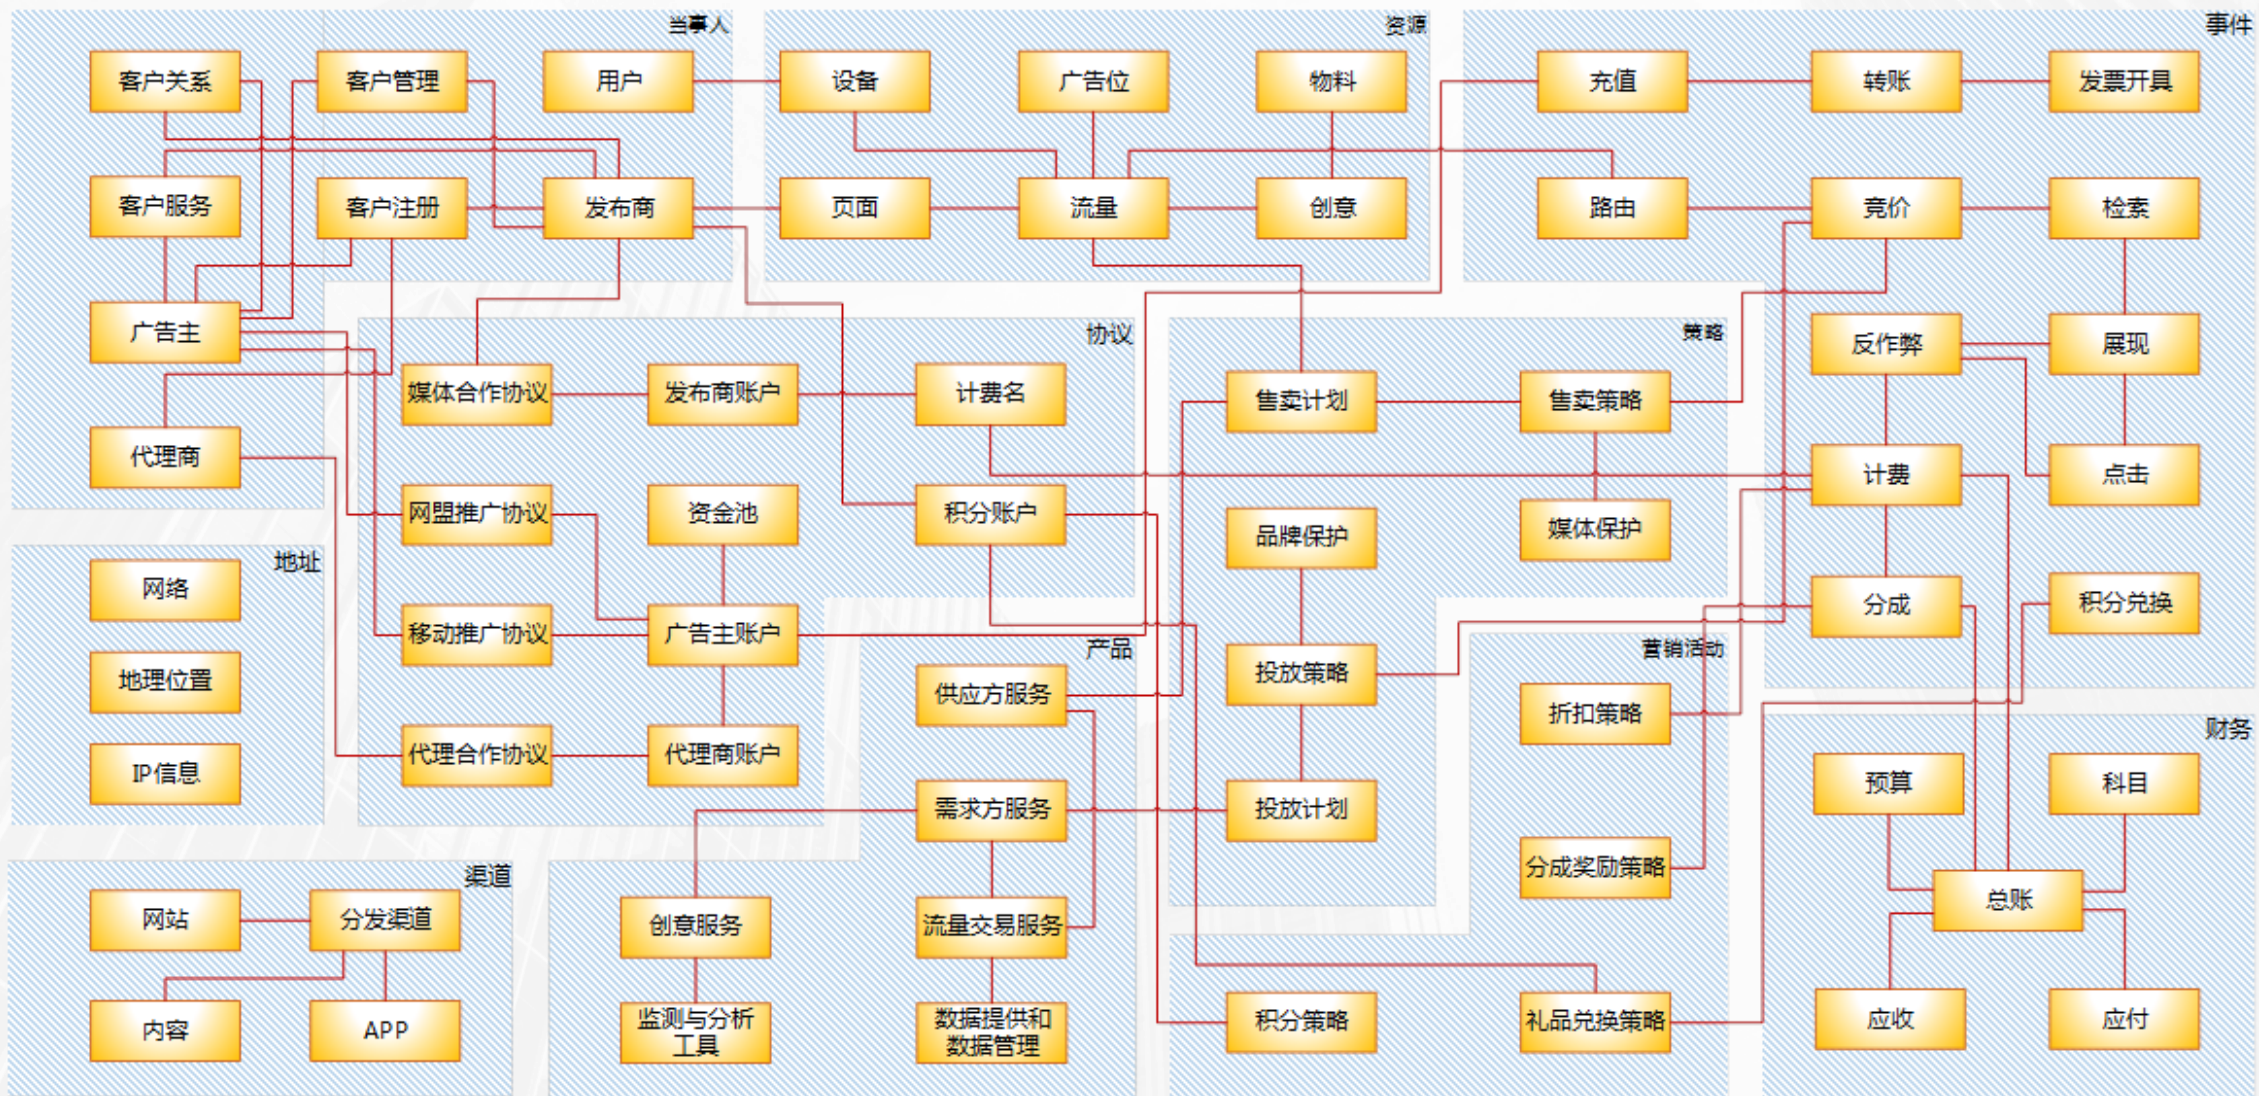 当事人
客户关系
客户管理
用户
客户服务
客户注册
发布商
广告主
代理商
资源
设备
广告位
物料
页面
流量
创意
事件
充值
转账
发票开具
路由
竞价
检索
反作弊
展现
计费
点击
分成
积分兑换
协议
媒体合作协议
发布商账户
计费名
网盟推广协议
资金池
积分账户
移动推广协议
广告主账户
代理合作协议
代理商账户
策略
售卖计划
售卖策略
品牌保护
媒体保护
投放策略
投放计划
地址
网络
地理位置
IP信息
产品
供应方服务
需求方服务
创意服务
流量交易服务
监测与分析
工具
数据提供和
数据管理
营销活动
折扣策略
分成奖励策略
积分策略
礼品兑换策略
财务
预算
科目
总账
应收
应付
渠道
网站
分发渠道
内容
APP